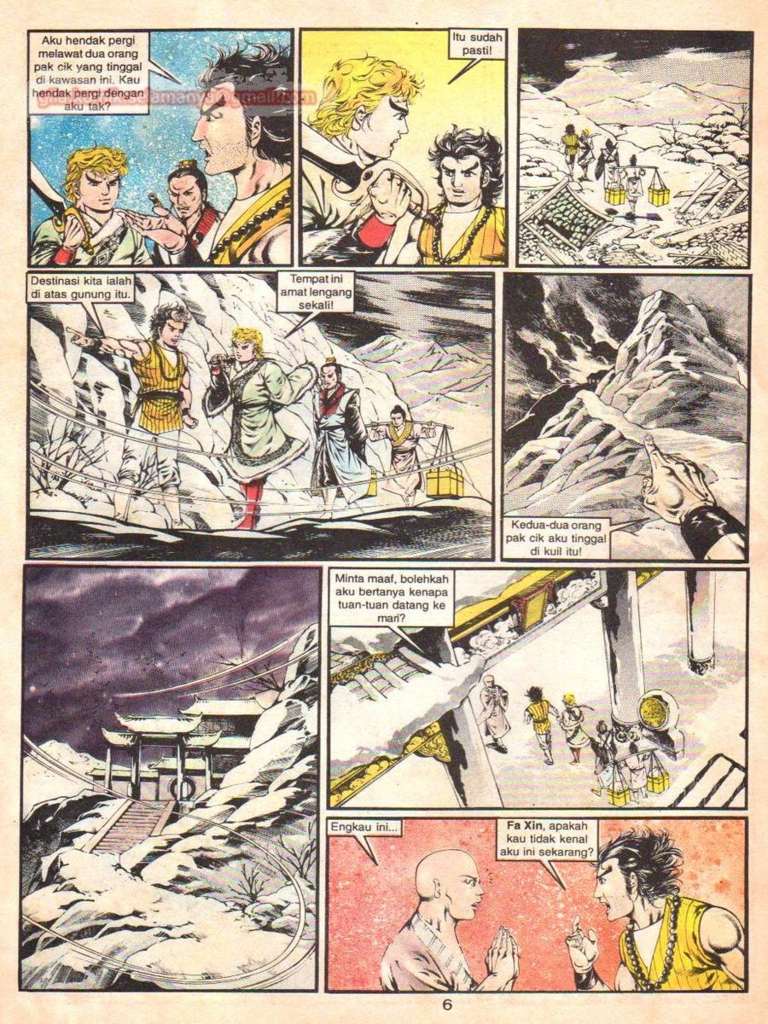 Aku hendak pergi
melawat dua orang
pak cik yang tinggal
di kawasan ini. Kau
hendak pergi dengan
aku tak?
Itu sudah
pasti!
Destinasi kita ialah
di atas gunung itu.
Tempat ini
amat lengang
sekali!
Kedua-dua orang
pak cik aku tinggal
di kuil itu!
Minta maaf, bolehkah
aku bertanya kenapa
tuan-tuan datang ke
mari?
Engkau ini...
Fa Xin, apakah
kau tidak kenal
aku ini sekarang?
6